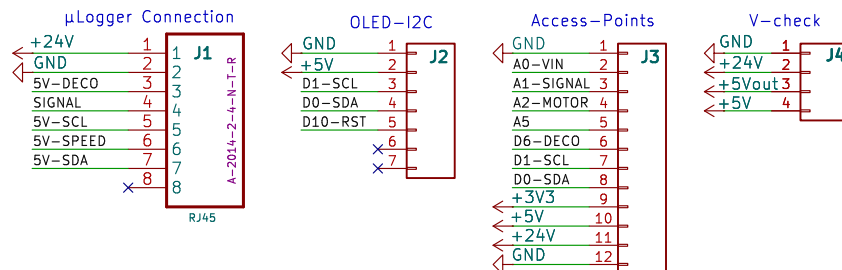 µLogger Connection
+24V 1 1 J1
GND 2 2
5V-DECO 3 3
SIGNAL 4 4
5V-SCL 5 5
5V-SPEED 6 6
5V-SDA 7 7
8 8
A-2014-2-4-N-T-R
RJ45
OLED-I2C
GND 1 J2
+5V 2
D1-SCL 3
D0-SDA 4
D10-RST 5
6
7
Access-Points
GND 1 J3
A0-VIN 2
A1-SIGNAL 3
A2-MOTOR 4
A5 5
D6-DECO 6
D1-SCL 7
D0-SDA 8
+3V3 9
+5V 10
+24V 11
GND 12
V-check
GND 1 J4
+24V 2
+5Vout 3
+5V 4